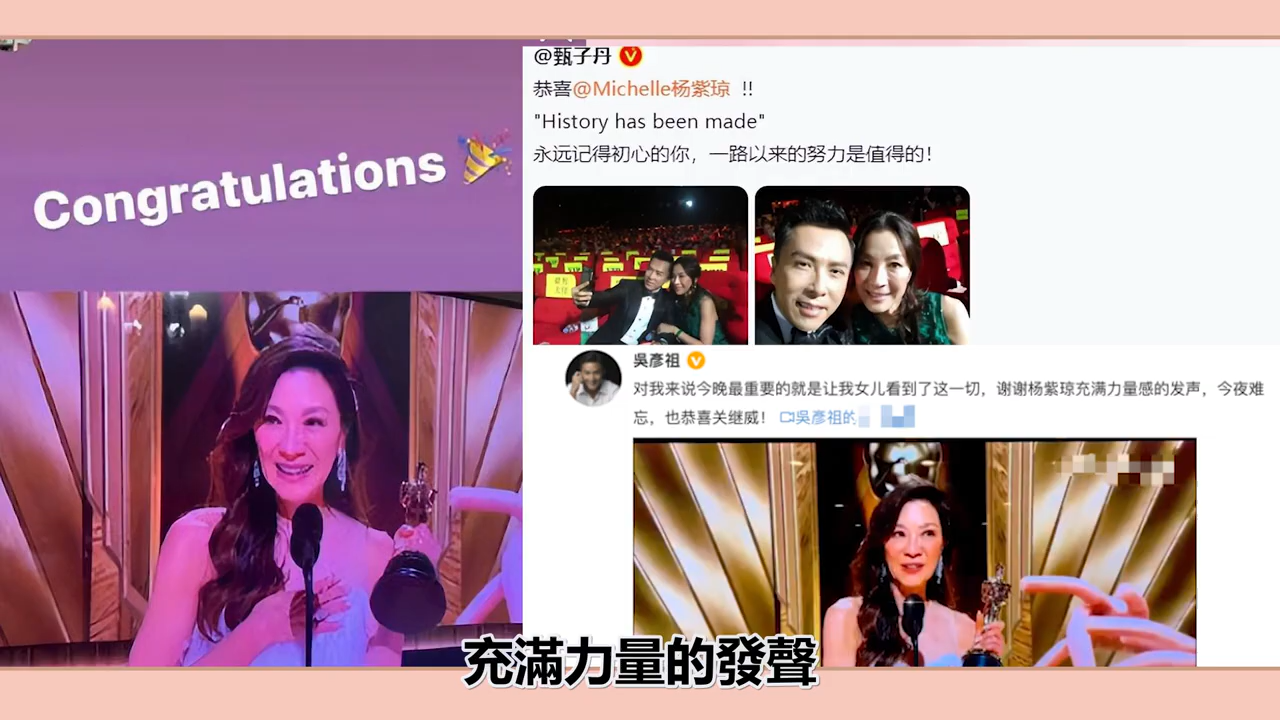 Congratulations
@甄子丹
恭喜@Michelle杨紫琼 !!
"History has been made"
永远记得初心的你，一路以来的努力是值得的！
吳彥祖
对我来说今晚最重要的就是让我女儿看到了这一切，谢谢杨紫琼充满力量感的发声，今夜难
忘，也恭喜关继威！ 吳彥祖的
充滿力量的發聲